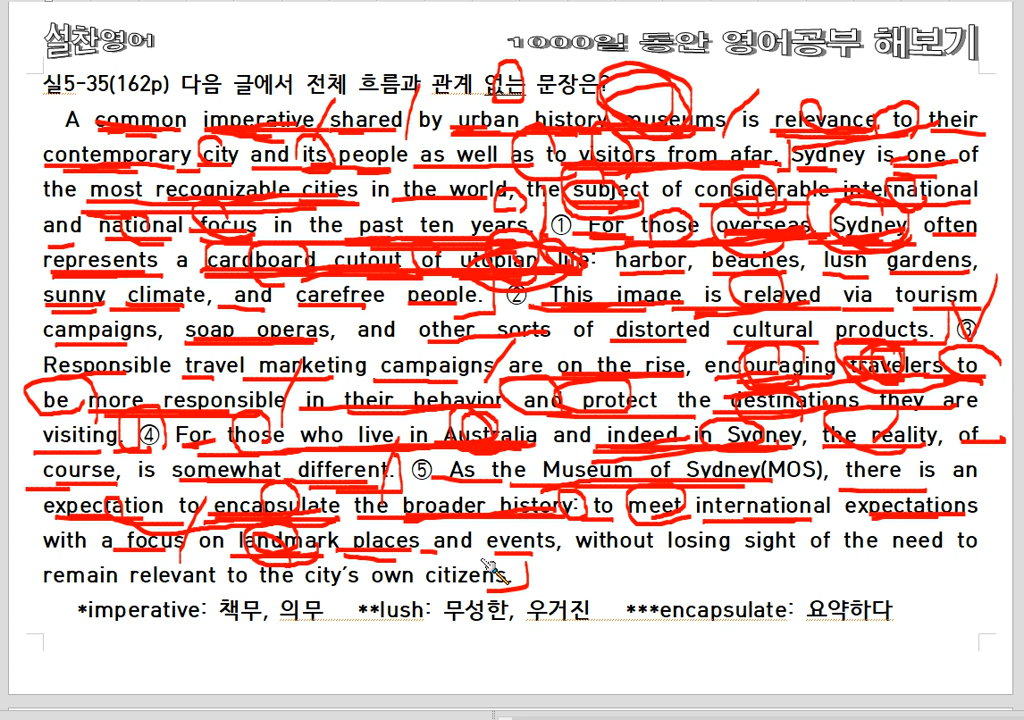 설찬영어 1000일 동안 영어공부 해보기
실5-35(162p) 다음 글에서 전체 흐름과 관계 없는 문장은?
A common imperative shared by urban history museums is relevance to their
contemporary city and its people as well as to visitors from afar. Sydney is one of
the most recognizable cities in the world, the subject of considerable international
and national focus in the past ten years. ① For those overseas, Sydney often
represents a cardboard cutout of utopian life: harbor, beaches, lush gardens,
sunny climate, and carefree people. ② This image is relayed via tourism
campaigns, soap operas, and other sorts of distorted cultural products. ③
Responsible travel marketing campaigns are on the rise, encouraging travelers to
be more responsible in their behavior and protect the destinations they are
visiting. ④ For those who live in Australia and indeed in Sydney, the reality, of
course, is somewhat different. ⑤ As the Museum of Sydney(MOS), there is an
expectation to encapsulate the broader history: to meet international expectations
with a focus on landmark places and events, without losing sight of the need to
remain relevant to the city's own citizens.
*imperative: 책무, 의무 **lush: 무성한, 우거진 ***encapsulate: 요약하다